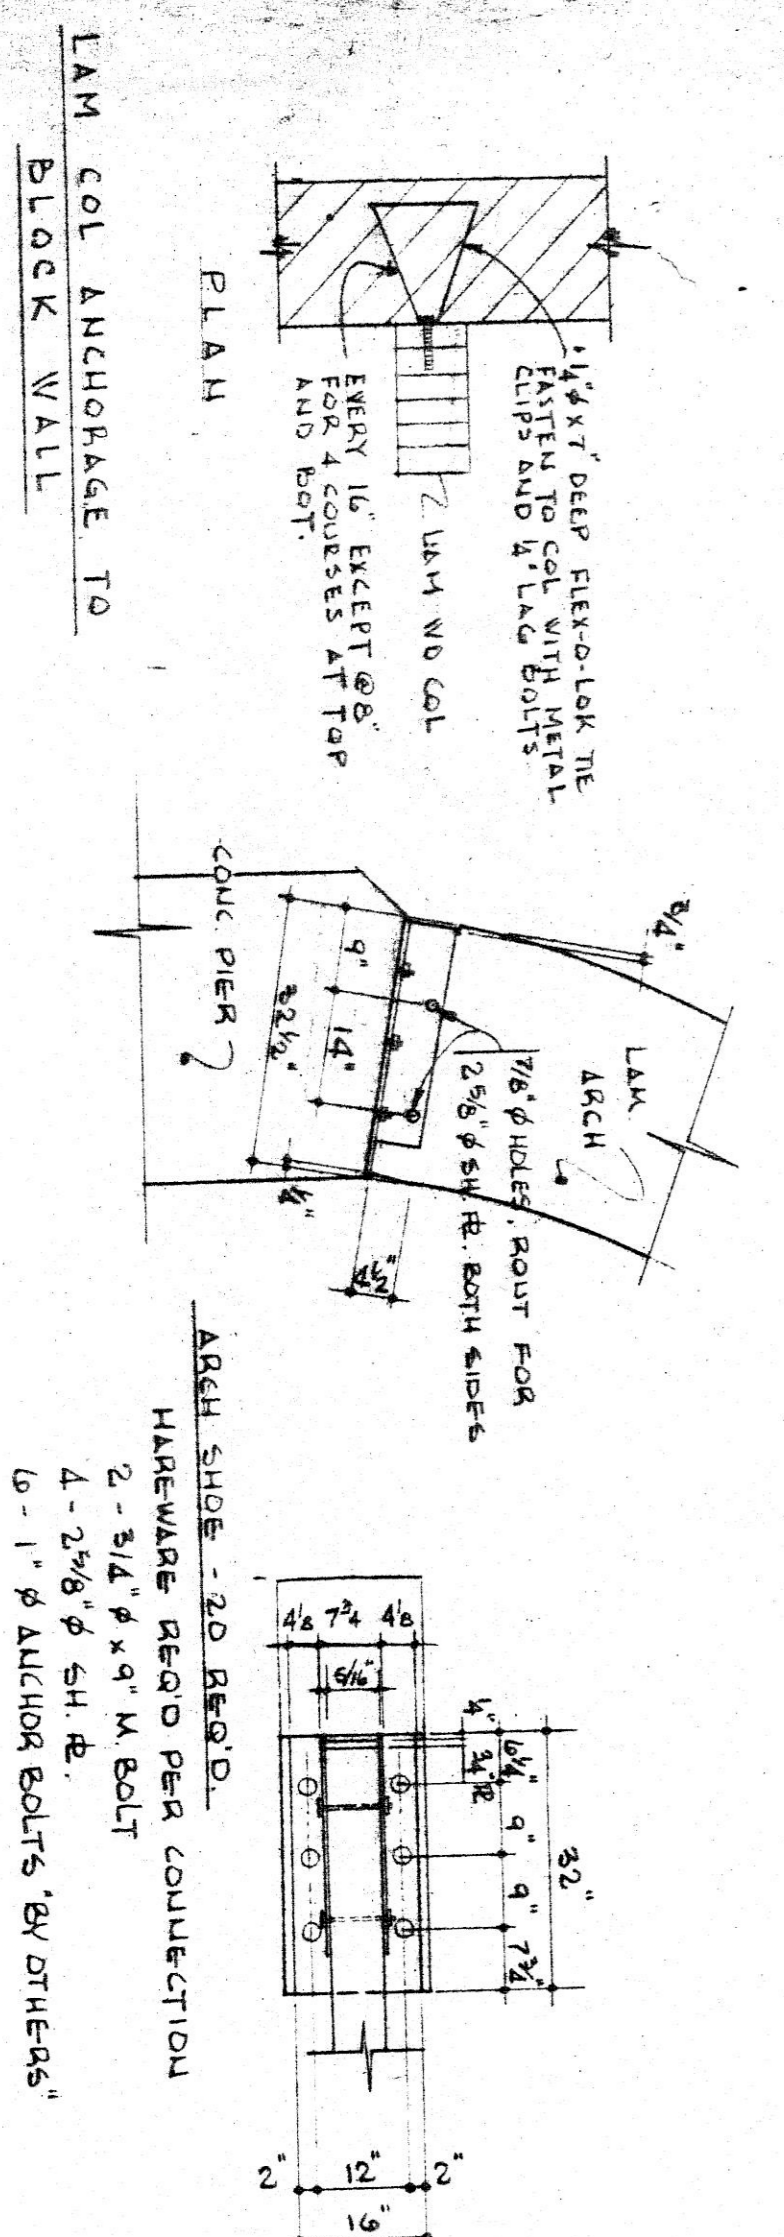 1/4" φ x 7" DEEP FLEX-O-LOK TIE
FASTEN TO COL WITH METAL
CLIPS AND 1/4" LAG BOLTS
LAM WD COL
EVERY 16" EXCEPT @ 8"
FOR 4 COURSES AT TOP
AND BOT.
PLAN
LAM COL ANCHORAGE TO
BLOCK WALL
3/4"
LAM.
ARCH
7/8" φ HOLES, ROUT FOR
2 5/8" φ SH. PL. BOTH SIDES
9"
14"
32 1/2"
1/4"
CONC. PIER
ARCH SHOE - 20 REQ'D.
HAREWARE REQ'D PER CONNECTION
2 - 3/4" φ x 9" M. BOLT
4 - 2 5/8" φ SH. PL.
6 - 1" φ ANCHOR BOLTS "BY OTHERS"
32"
6 1/4"
9"
9"
7 3/4"
1/4"
3/4" PL
4 1/8
7 3/4
4 1/8
5/16"
2"
12"
2"
16"